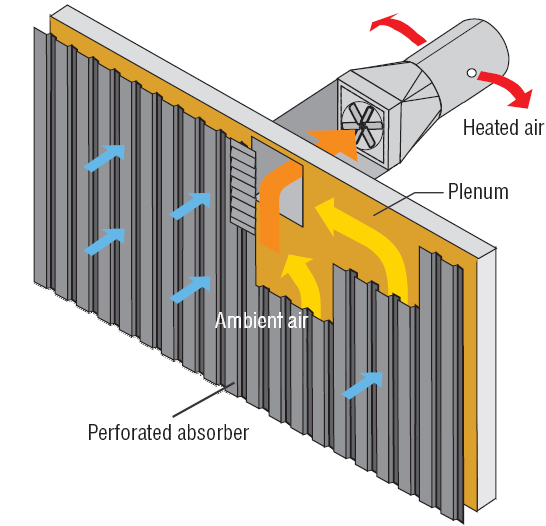 Heated air
Plenum
Ambient air
Perforated absorber